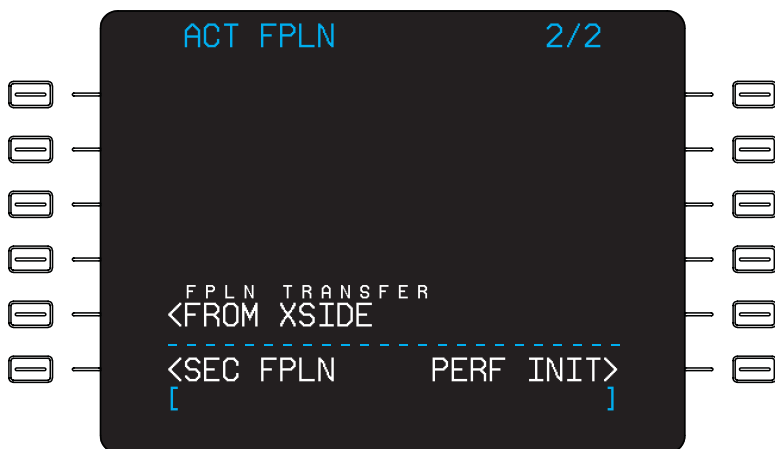 ACT FPLN 2/2
FPLN TRANSFER
<FROM XSIDE
<SEC FPLN PERF INIT>
[ ]